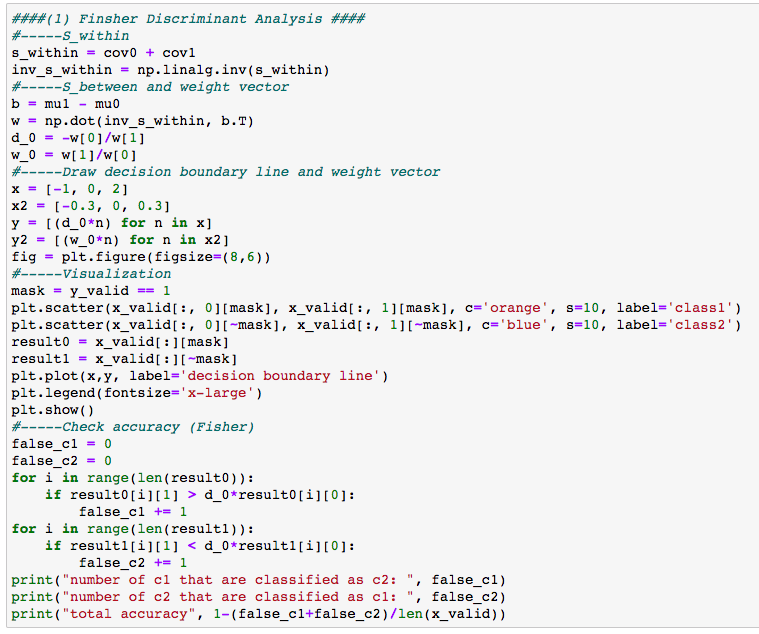 ####(1) Finsher Discriminant Analysis ####
#-----S_within
s_within = cov0 + cov1
inv_s_within = np.linalg.inv(s_within)
#-----S_between and weight vector
b = mu1 - mu0
w = np.dot(inv_s_within, b.T)
d_0 = -w[0]/w[1]
w_0 = w[1]/w[0]
#-----Draw decision boundary line and weight vector
x = [-1, 0, 2]
x2 = [-0.3, 0, 0.3]
y = [(d_0*n) for n in x]
y2 = [(w_0*n) for n in x2]
fig = plt.figure(figsize=(8,6))
#-----Visualization
mask = y_valid == 1
plt.scatter(x_valid[:, 0][mask], x_valid[:, 1][mask], c='orange', s=10, label='class1')
plt.scatter(x_valid[:, 0][~mask], x_valid[:, 1][~mask], c='blue', s=10, label='class2')
result0 = x_valid[:][mask]
result1 = x_valid[:][~mask]
plt.plot(x,y, label='decision boundary line')
plt.legend(fontsize='x-large')
plt.show()
#-----Check accuracy (Fisher)
false_c1 = 0
false_c2 = 0
for i in range(len(result0)):
    if result0[i][1] > d_0*result0[i][0]:
        false_c1 += 1
for i in range(len(result1)):
    if result1[i][1] < d_0*result1[i][0]:
        false_c2 += 1
print("number of c1 that are classified as c2: ", false_c1)
print("number of c2 that are classified as c1: ", false_c2)
print("total accuracy", 1-(false_c1+false_c2)/len(x_valid))